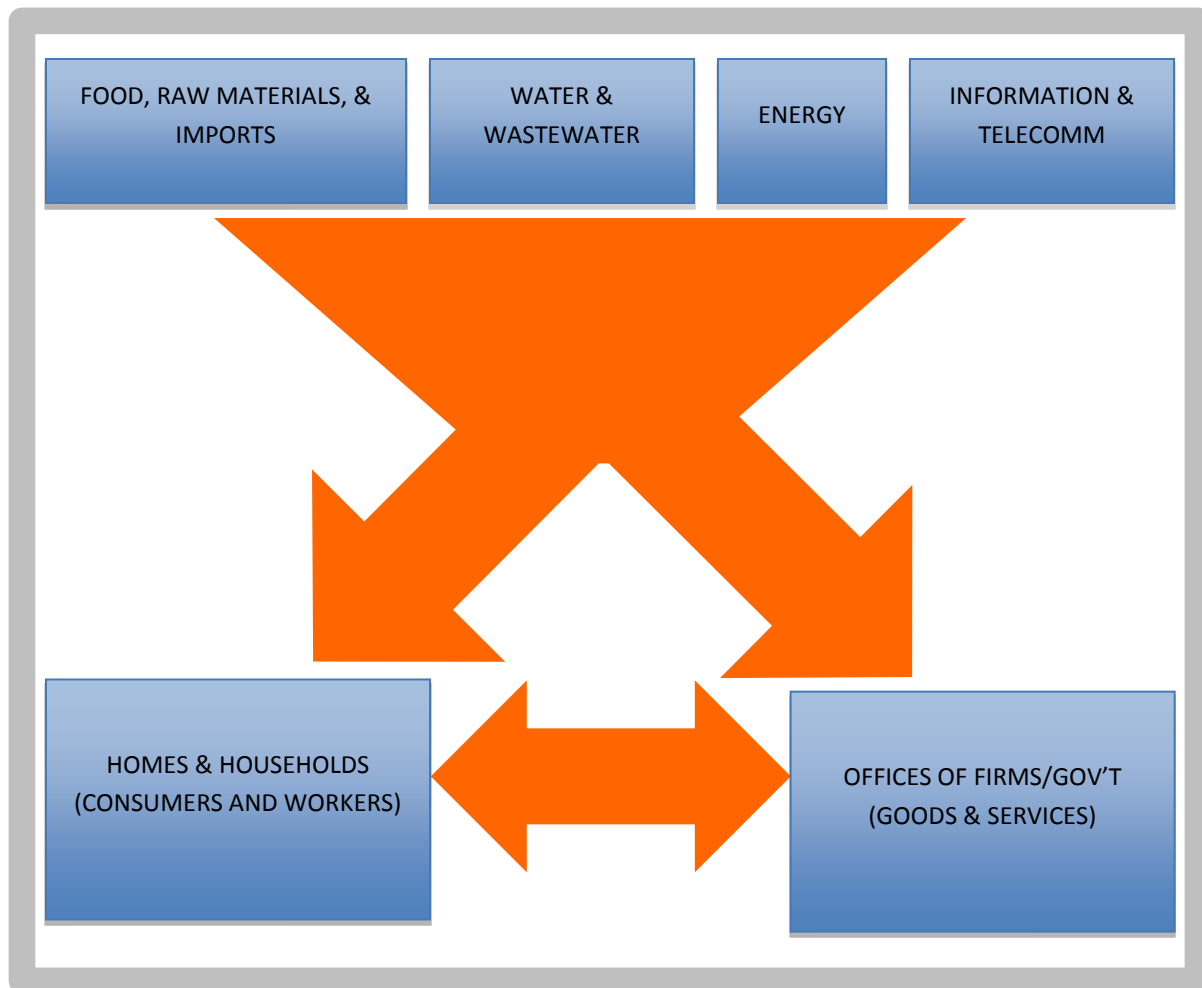 FOOD, RAW MATERIALS, &
IMPORTS
WATER &
WASTEWATER
ENERGY
INFORMATION &
TELECOMM
HOMES & HOUSEHOLDS
(CONSUMERS AND WORKERS)
OFFICES OF FIRMS/GOV’T
(GOODS & SERVICES)